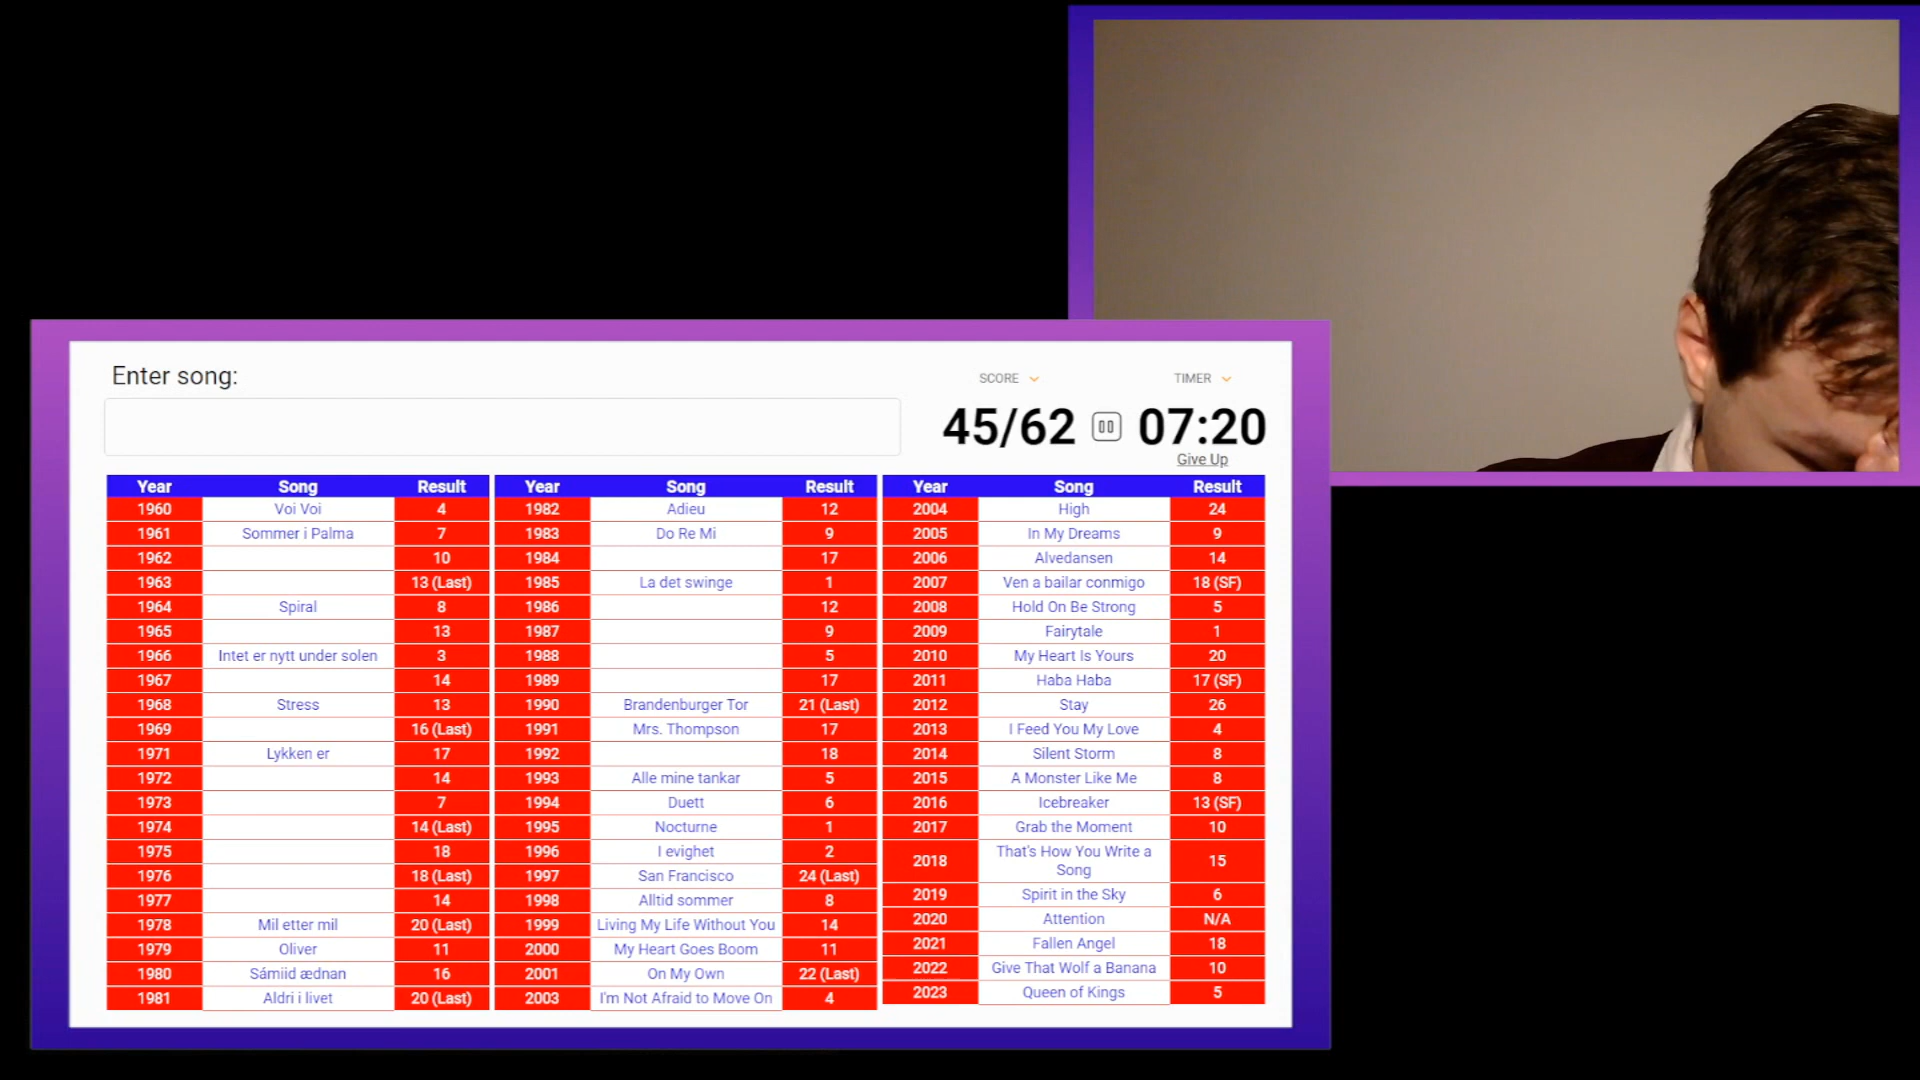 Enter song:
SCORE
TIMER
45/62
07:20
Give Up
Year Song Result
1960 Voi Voi 4
1961 Sommer i Palma 7
1962 10
1963 13 (Last)
1964 Spiral 8
1965 13
1966 Intet er nytt under solen 3
1967 14
1968 Stress 13
1969 16 (Last)
1971 Lykken er 17
1972 14
1973 7
1974 14 (Last)
1975 18
1976 18 (Last)
1977 14
1978 Mil etter mil 20 (Last)
1979 Oliver 11
1980 Sámiid ædnan 16
1981 Aldri i livet 20 (Last)
Year Song Result
1982 Adieu 12
1983 Do Re Mi 9
1984 17
1985 La det swinge 1
1986 12
1987 9
1988 5
1989 17
1990 Brandenburger Tor 21 (Last)
1991 Mrs. Thompson 17
1992 18
1993 Alle mine tankar 5
1994 Duett 6
1995 Nocturne 1
1996 I evighet 2
1997 San Francisco 24 (Last)
1998 Alltid sommer 8
1999 Living My Life Without You 14
2000 My Heart Goes Boom 11
2001 On My Own 22 (Last)
2003 I'm Not Afraid to Move On 4
Year Song Result
2004 High 24
2005 In My Dreams 9
2006 Alvedansen 14
2007 Ven a bailar conmigo 18 (SF)
2008 Hold On Be Strong 5
2009 Fairytale 1
2010 My Heart Is Yours 20
2011 Haba Haba 17 (SF)
2012 Stay 26
2013 I Feed You My Love 4
2014 Silent Storm 8
2015 A Monster Like Me 8
2016 Icebreaker 13 (SF)
2017 Grab the Moment 10
2018 That's How You Write a
Song 15
2019 Spirit in the Sky 6
2020 Attention N/A
2021 Fallen Angel 18
2022 Give That Wolf a Banana 10
2023 Queen of Kings 5